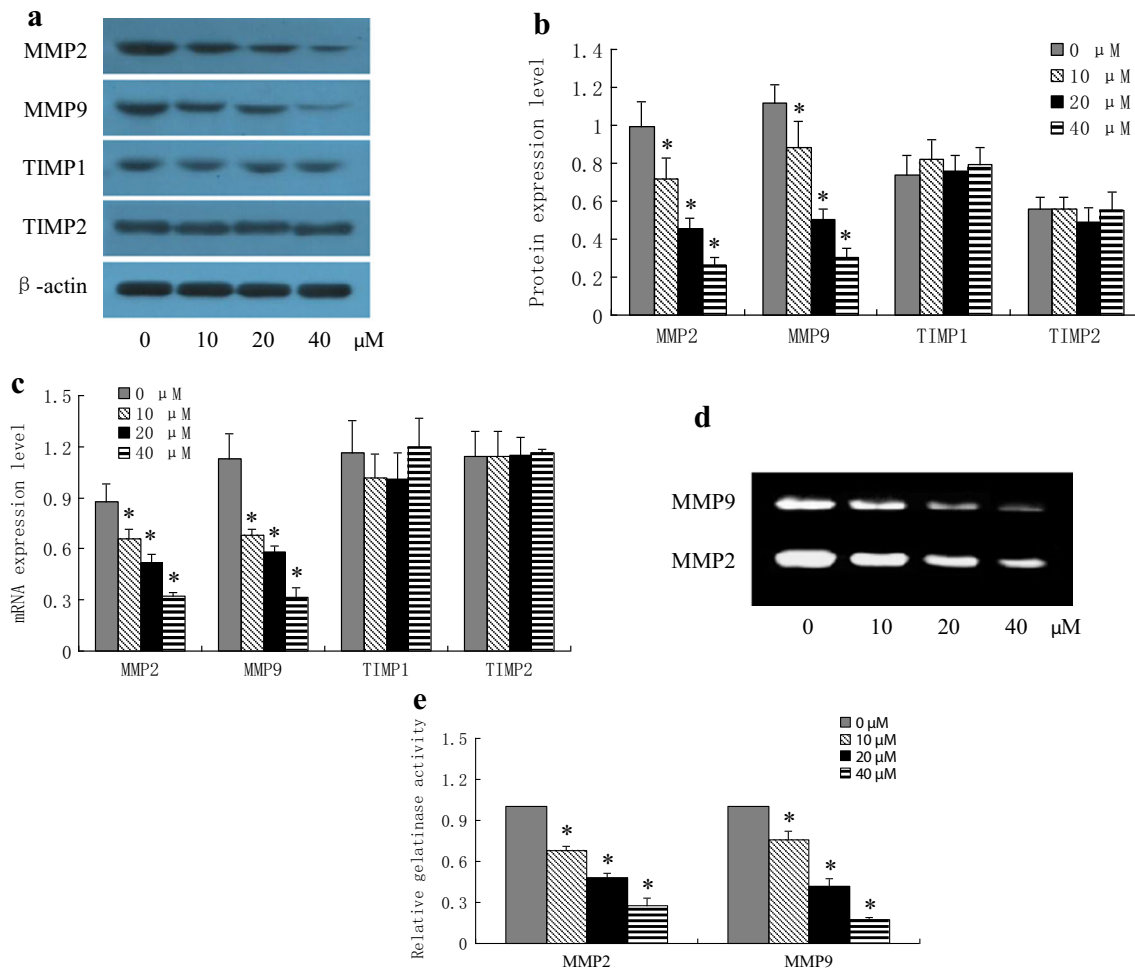 a
MMP2
MMP9
TIMP1
TIMP2
β-actin
0 10 20 40 μM
b
Protein expression level
1.4
1.2
1
0.8
0.6
0.4
0.2
0
0 μM
10 μM
20 μM
40 μM
* * * * * *
MMP2 MMP9 TIMP1 TIMP2
c
mRNA expression level
1.5
1.2
0.9
0.6
0.3
0
0 μM
10 μM
20 μM
40 μM
* * * * * *
MMP2 MMP9 TIMP1 TIMP2
d
MMP9
MMP2
0 10 20 40 μM
e
Relative gelatinase activity
1.5
1.2
0.9
0.6
0.3
0
0 μM
10 μM
20 μM
40 μM
* * * * * *
MMP2 MMP9